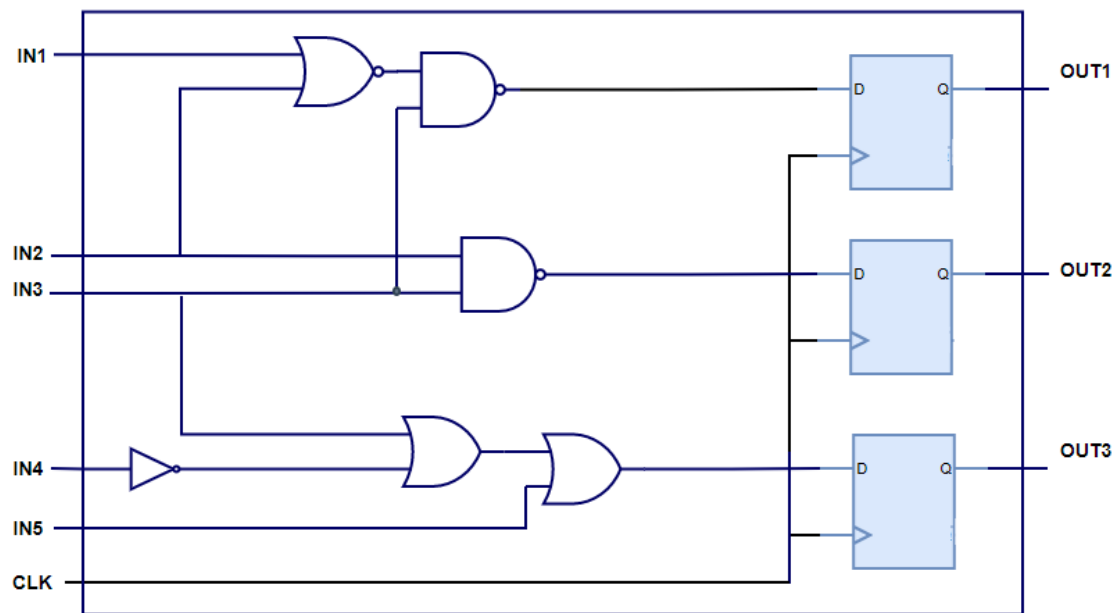 IN1
OUT1
D Q
IN2
IN3
OUT2
D Q
IN4
OUT3
D Q
IN5
CLK